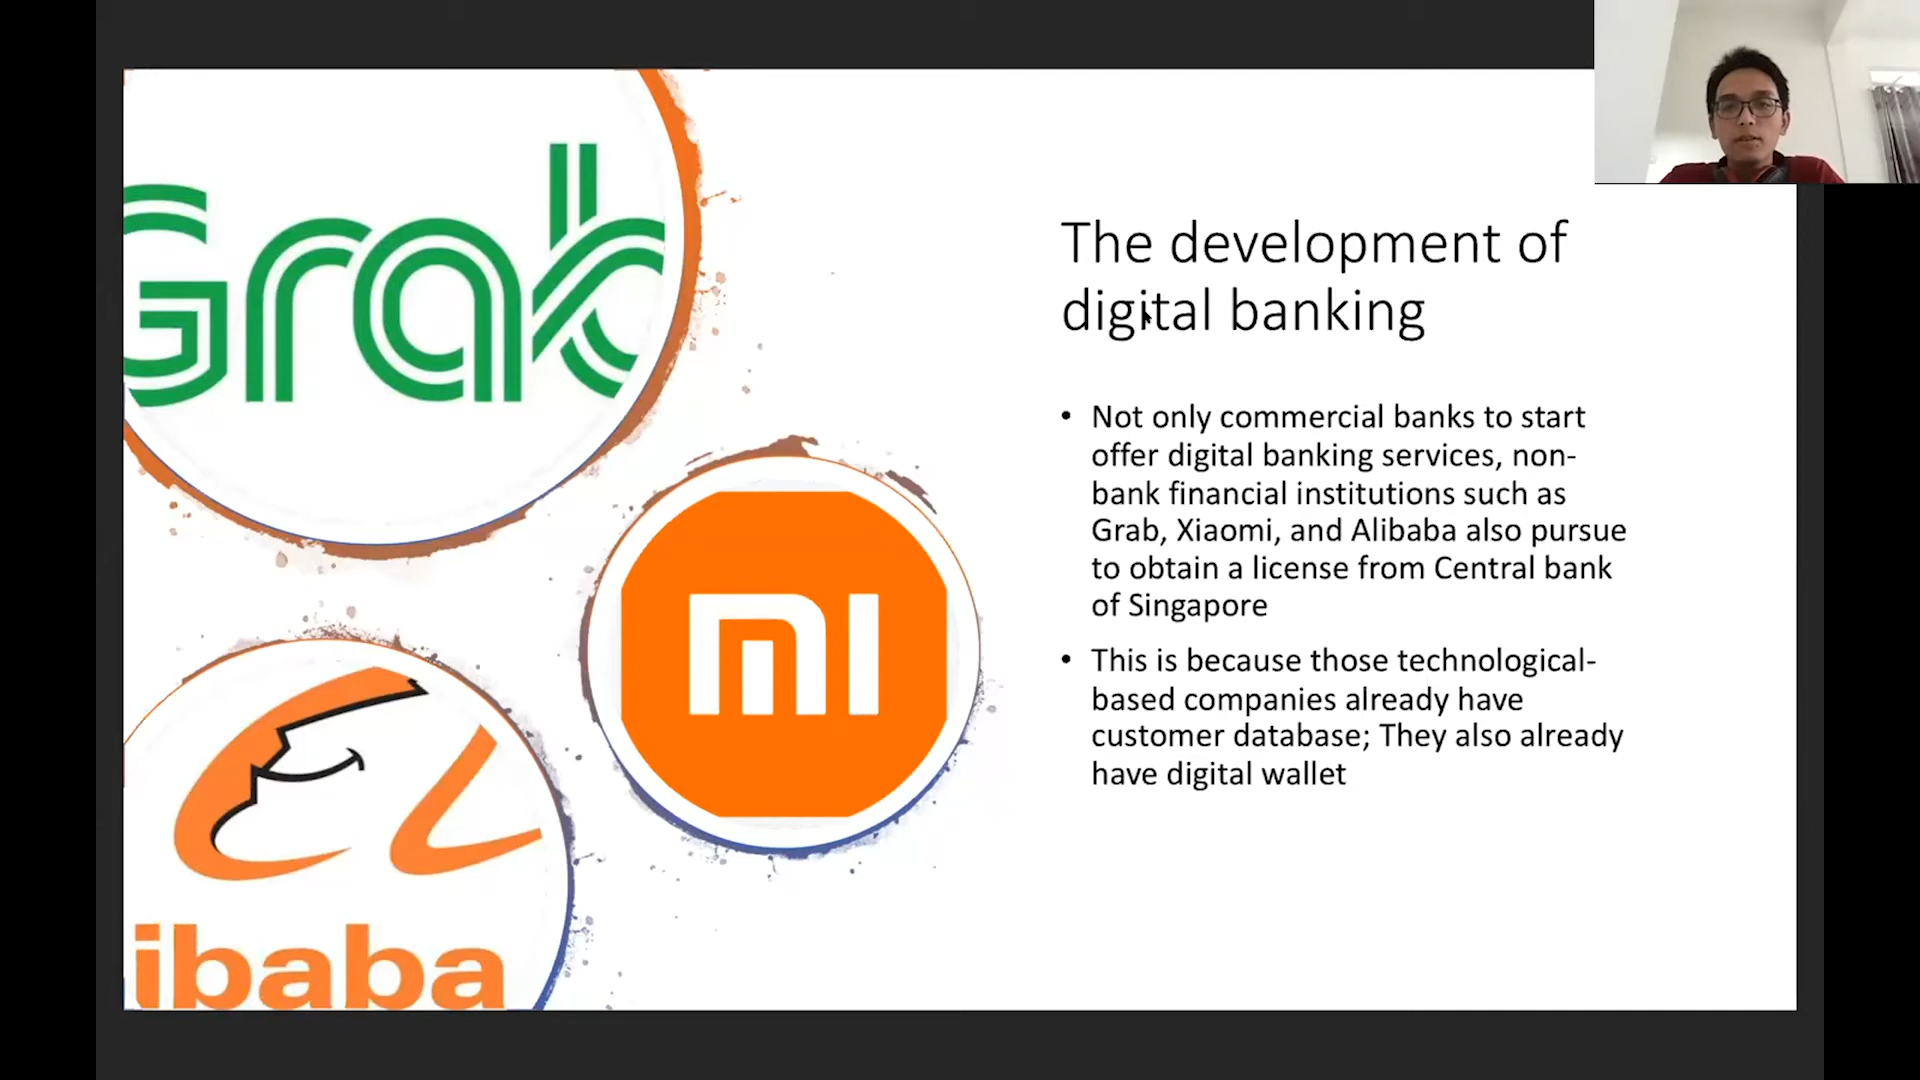 Grab
The development of
digital banking
• Not only commercial banks to start
offer digital banking services, non-
bank financial institutions such as
Grab, Xiaomi, and Alibaba also pursue
to obtain a license from Central bank
of Singapore
• This is because those technological-
based companies already have
customer database; They also already
have digital wallet
mi
ibaba